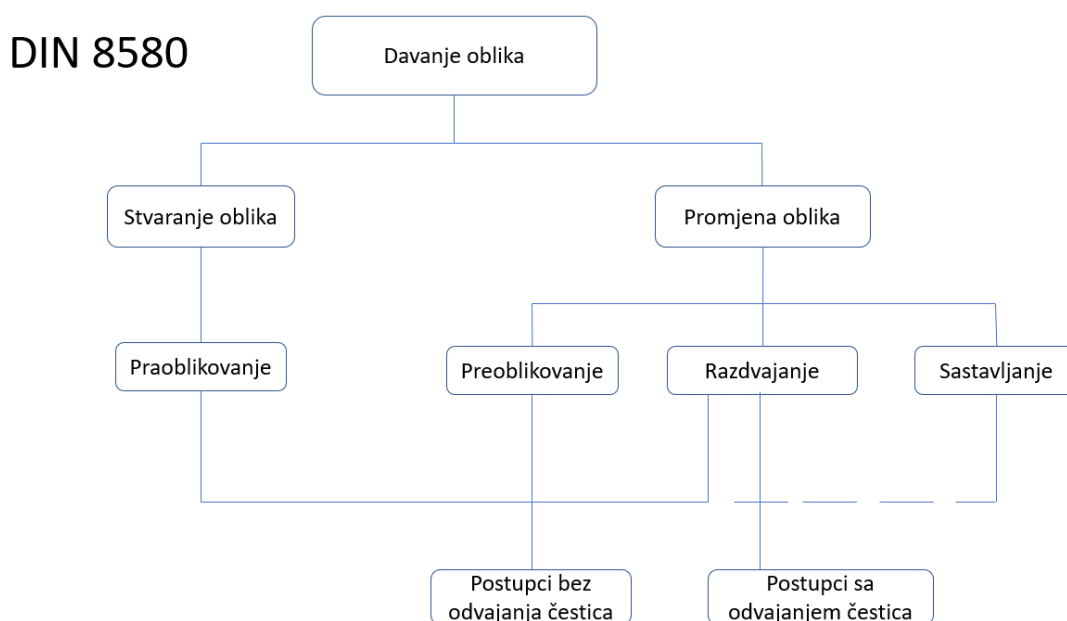 DIN 8580
Davanje oblika
Stvaranje oblika
Promjena oblika
Praoblikovanje
Preoblikovanje
Razdvajanje
Sastavljanje
Postupci bez
odvajanja čestica
Postupci sa
odvajanjem čestica